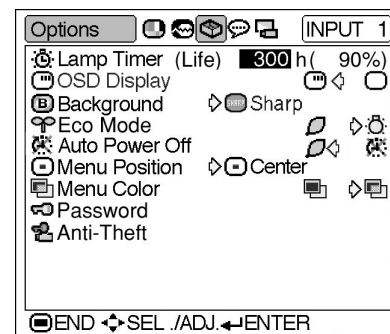 Options INPUT 1
Lamp Timer (Life) 300 h( 90%)
OSD Display
B Background SHARP Sharp
Eco Mode
Auto Power Off
Menu Position Center
Menu Color
Password
Anti-Theft
END SEL./ADJ. ENTER